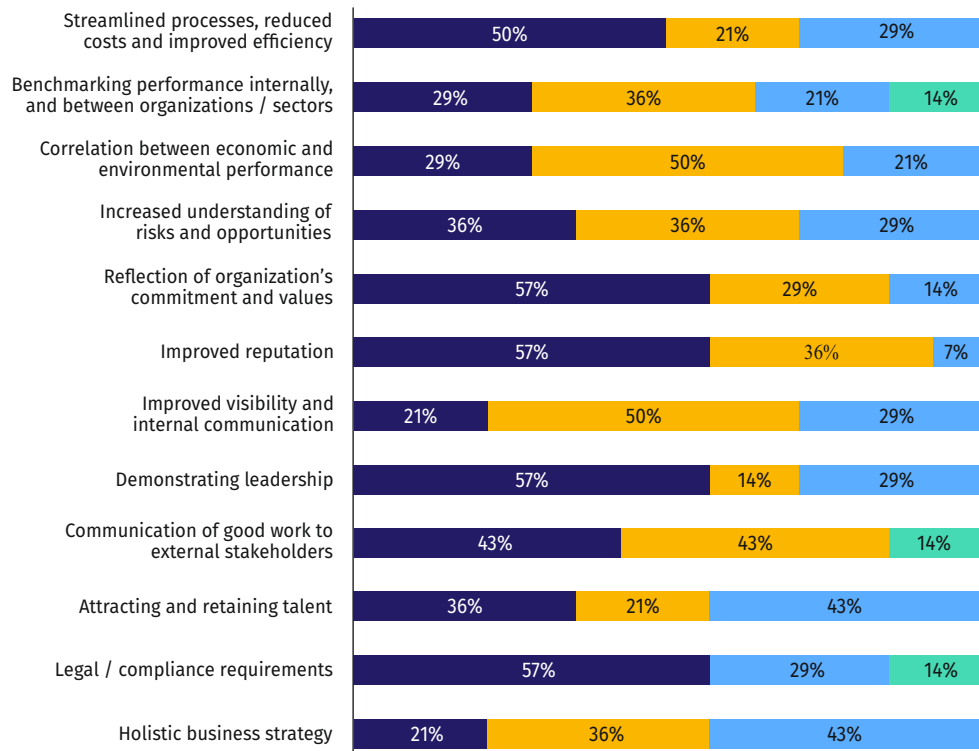 Streamlined processes, reduced
costs and improved efficiency
50% 21% 29%
Benchmarking performance internally,
and between organizations / sectors
29% 36% 21% 14%
Correlation between economic and
environmental performance
29% 50% 21%
Increased understanding of
risks and opportunities
36% 36% 29%
Reflection of organization’s
commitment and values
57% 29% 14%
Improved reputation
57% 36% 7%
Improved visibility and
internal communication
21% 50% 29%
Demonstrating leadership
57% 14% 29%
Communication of good work to
external stakeholders
43% 43% 14%
Attracting and retaining talent
36% 21% 43%
Legal / compliance requirements
57% 29% 14%
Holistic business strategy
21% 36% 43%